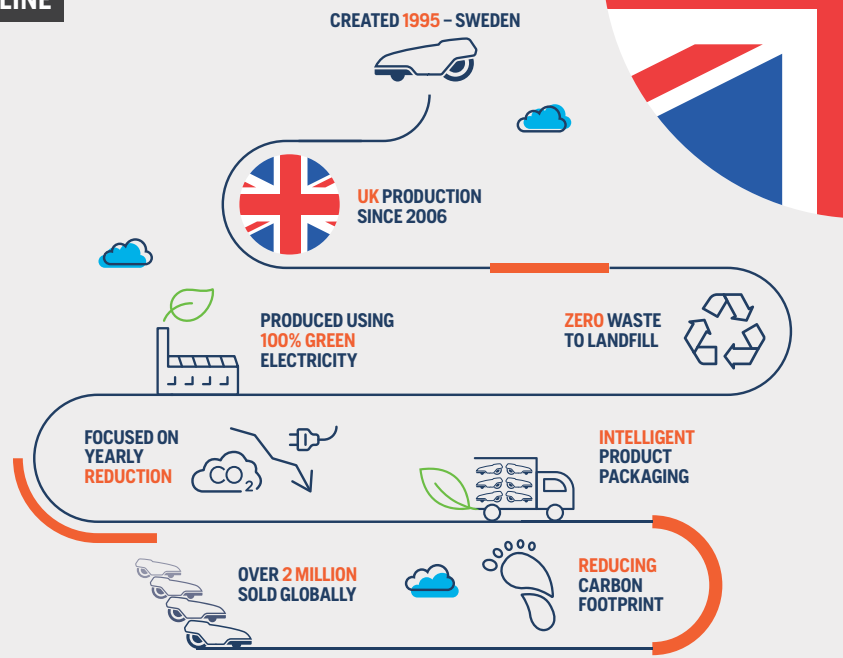 LINE
CREATED 1995 – SWEDEN
UK PRODUCTION
SINCE 2006
PRODUCED USING
100% GREEN
ELECTRICITY
ZERO WASTE
TO LANDFILL
FOCUSED ON
YEARLY
REDUCTION
CO2
INTELLIGENT
PRODUCT
PACKAGING
OVER 2 MILLION
SOLD GLOBALLY
REDUCING
CARBON
FOOTPRINT